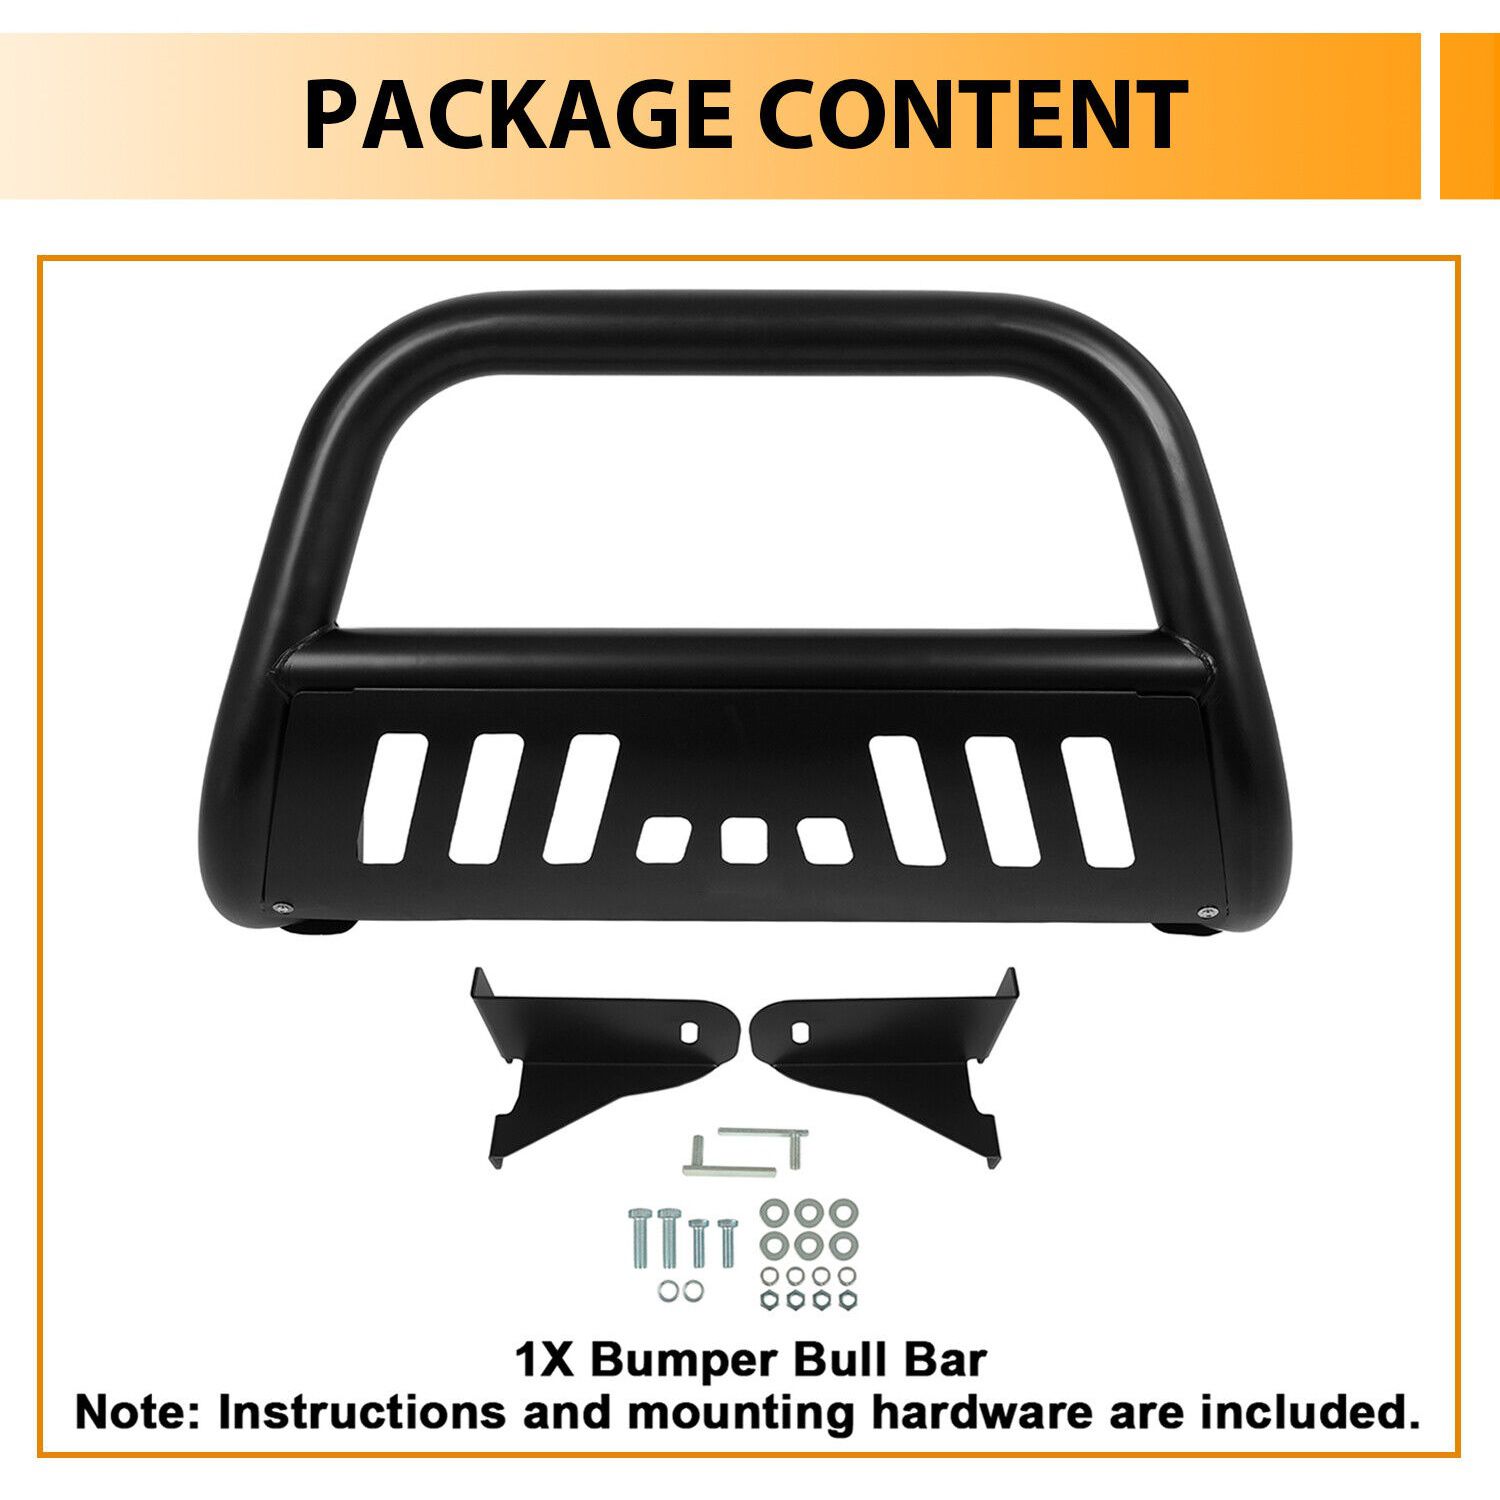 PACKAGE CONTENT
1X Bumper Bull Bar
Note: Instructions and mounting hardware are included.